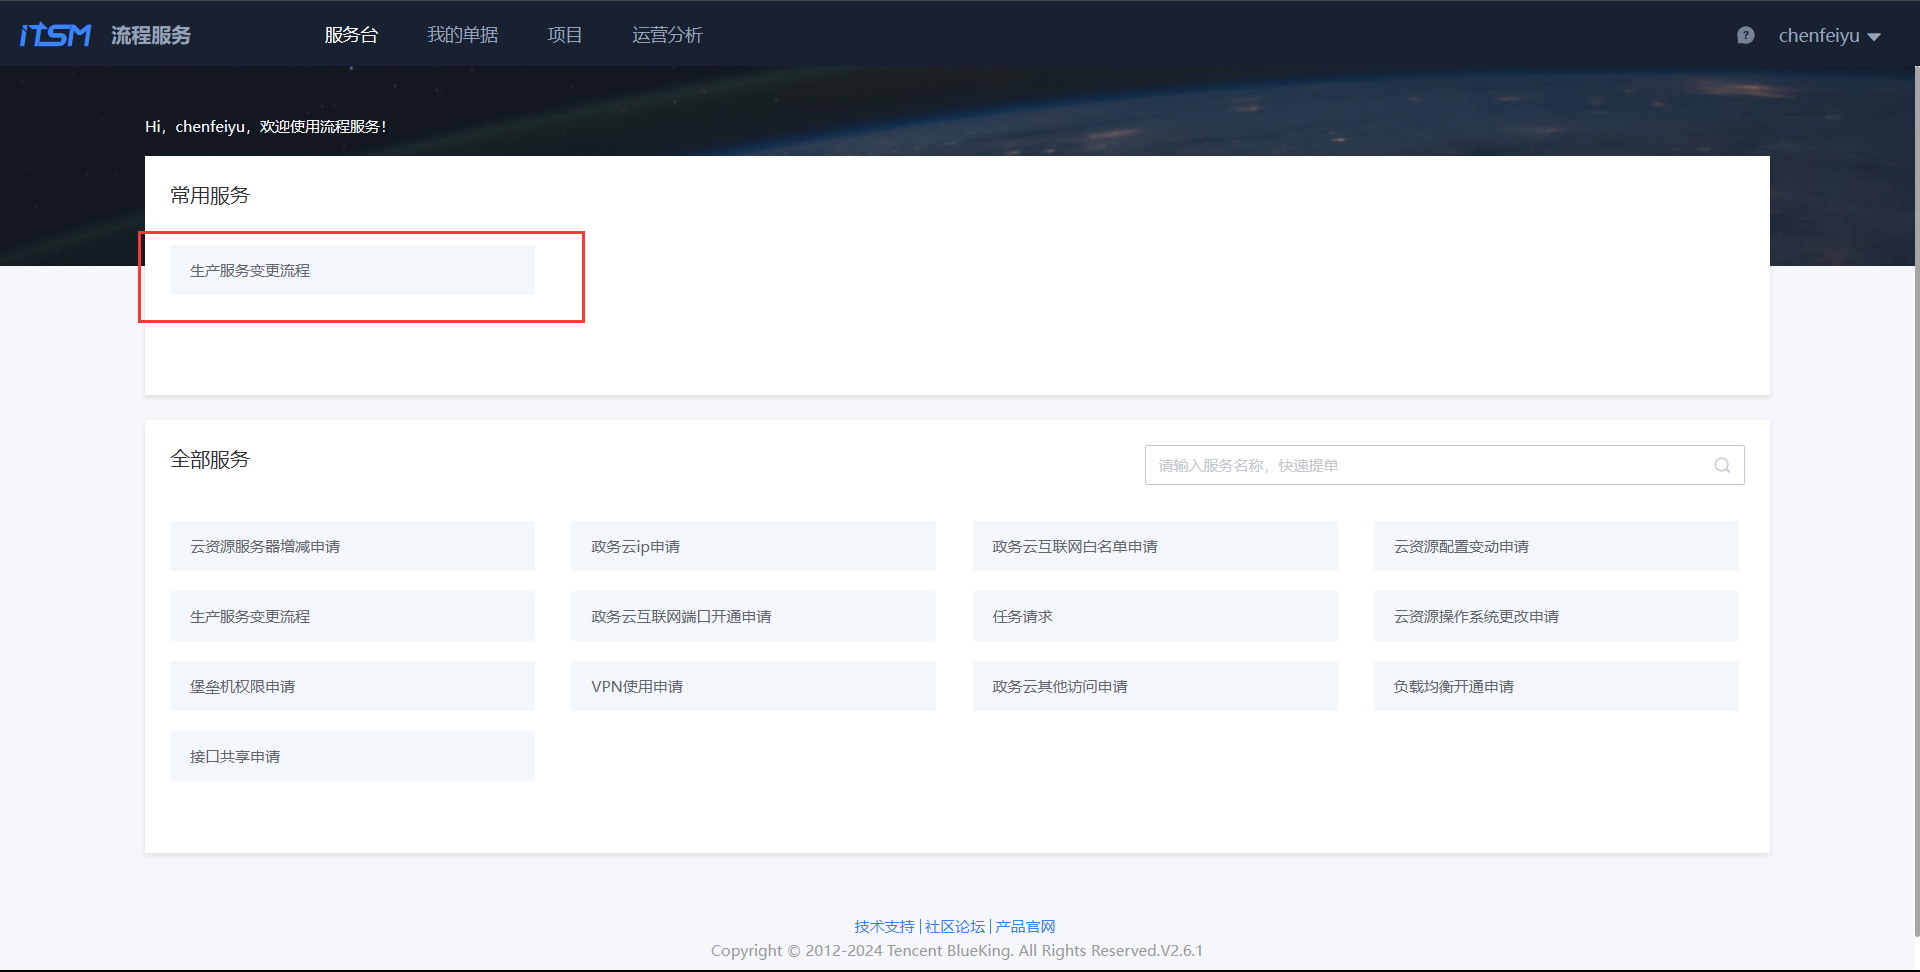 iTSM 流程服务 服务台 我的单据 项目 运营分析 chenfeiyu
Hi，chenfeiyu，欢迎使用流程服务！
常用服务
生产服务变更流程
全部服务
请输入服务名称，快速提单
云资源服务器增减申请 政务云ip申请 政务云互联网白名单申请 云资源配置变动申请
生产服务变更流程 政务云互联网端口开通申请 任务请求 云资源操作系统更改申请
堡垒机权限申请 VPN使用申请 政务云其他访问申请 负载均衡开通申请
接口共享申请
技术支持 | 社区论坛 | 产品官网
Copyright © 2012-2024 Tencent BlueKing. All Rights Reserved.V2.6.1